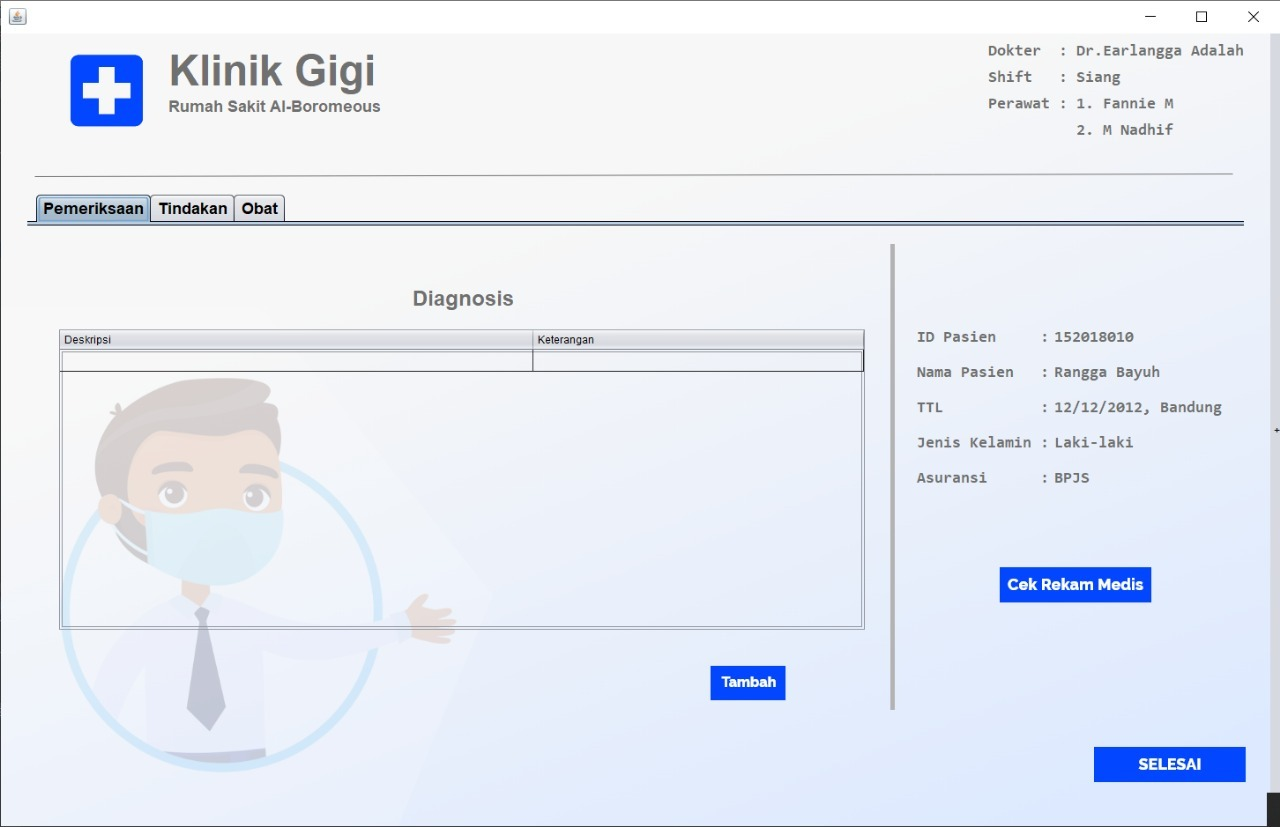 Klinik Gigi
Rumah Sakit Al-Boromeous
Dokter : Dr.Earlangga Adalah
Shift : Siang
Perawat : 1. Fannie M
2. M Nadhif
Pemeriksaan Tindakan Obat
Diagnosis
Deskripsi Keterangan
ID Pasien : 152018010
Nama Pasien : Rangga Bayuh
TTL : 12/12/2012, Bandung
Jenis Kelamin : Laki-laki
Asuransi : BPJS
Cek Rekam Medis
Tambah
SELESAI